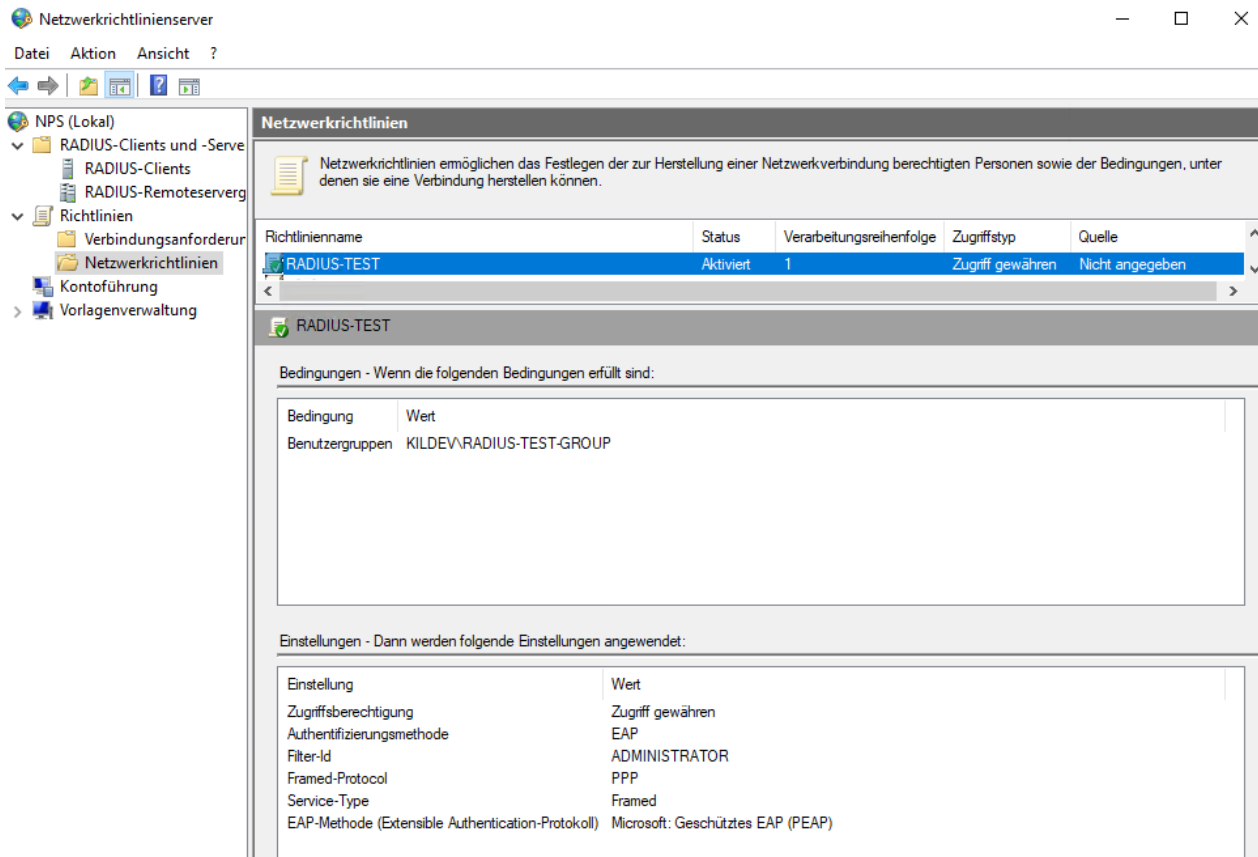 Netzwerkrichtlinienserver
Datei Aktion Ansicht ?
NPS (Lokal)
RADIUS-Clients und -Serve
RADIUS-Clients
RADIUS-Remoteserverg
Richtlinien
Verbindungsanforderur
Netzwerkrichtlinien
Kontoführung
Vorlagenverwaltung
Netzwerkrichtlinien
Netzwerkrichtlinien ermöglichen das Festlegen der zur Herstellung einer Netzwerkverbindung berechtigten Personen sowie der Bedingungen, unter
denen sie eine Verbindung herstellen können.
Richtlinienname Status Verarbeitungsreihenfolge Zugriffstyp Quelle
RADIUS-TEST Aktiviert 1 Zugriff gewähren Nicht angegeben
RADIUS-TEST
Bedingungen - Wenn die folgenden Bedingungen erfüllt sind:
Bedingung Wert
Benutzergruppen KILDEV\RADIUS-TEST-GROUP
Einstellungen - Dann werden folgende Einstellungen angewendet:
Einstellung Wert
Zugriffsberechtigung Zugriff gewähren
Authentifizierungsmethode EAP
Filter-Id ADMINISTRATOR
Framed-Protocol PPP
Service-Type Framed
EAP-Methode (Extensible Authentication-Protokoll) Microsoft: Geschütztes EAP (PEAP)